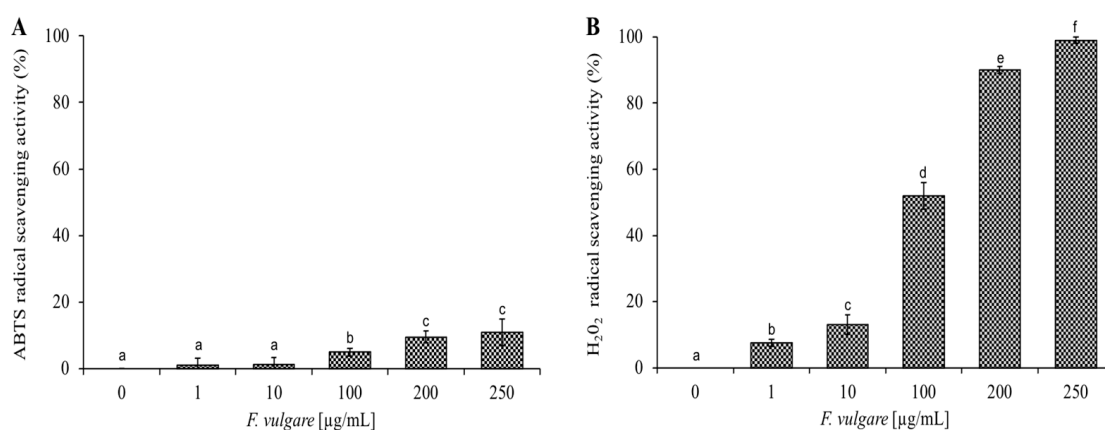 A
ABTS radical scavenging activity (%)
100
80
60
40
20
0
a
a
a
b
c
c
0 1 10 100 200 250
F. vulgare [µg/mL]
B
H₂0₂ radical scavenging activity (%)
100
80
60
40
20
0
a
b
c
d
e
f
0 1 10 100 200 250
F. vulgare [µg/mL]